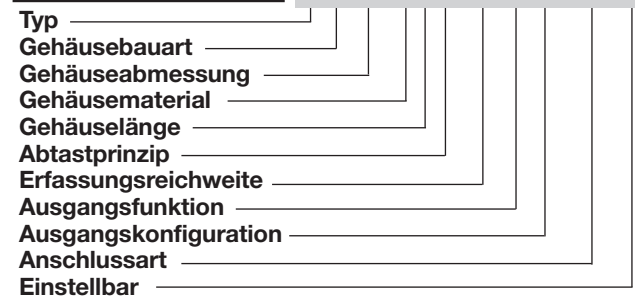 Typ
Gehäusebauart
Gehäuseabmessung
Gehäusematerial
Gehäuselänge
Abtastprinzip
Erfassungsreichweite
Ausgangsfunktion
Ausgangskonfiguration
Anschlussart
Einstellbar